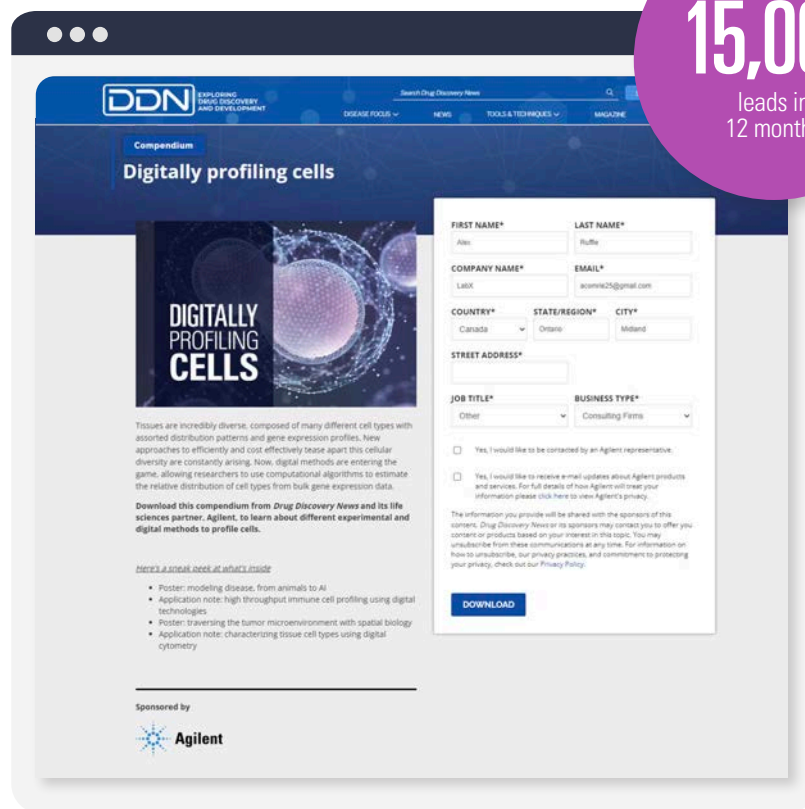 15,00
leads in
12 month
DDN
EXPLORING
DRUG DISCOVERY
AND DEVELOPMENT
Search Drug Discovery News
DISEASE FOCUS
NEWS
TOOLS & TECHNIQUES
MAGAZINE
Compendium
Digitally profiling cells
DIGITALLY
PROFILING
CELLS
Tissues are incredibly diverse, composed of many different cell types with
assorted distribution patterns and gene expression profiles. New
approaches to efficiently and cost effectively tease apart this cellular
diversity are constantly arising. Now, digital methods are entering the
game, allowing researchers to use computational algorithms to estimate
the relative distribution of cell types from bulk gene expression data.
Download this compendium from Drug Discovery News and its life
sciences partner, Agilent, to learn about different experimental and
digital methods to profile cells.
Here's a sneak peek at what's inside
• Poster: modeling disease, from animals to AI
• Application note: high throughput immune cell profiling using digital
technologies
• Poster: traversing the tumor microenvironment with spatial biology
• Application note: characterizing tissue cell types using digital
cytometry
Sponsored by
Agilent
FIRST NAME* LAST NAME*
Alex Ruffle
COMPANY NAME* EMAIL*
LabX acomrie25@gmail.com
COUNTRY* STATE/REGION* CITY*
Canada Ontario Midland
STREET ADDRESS*
JOB TITLE* BUSINESS TYPE*
Other Consulting Firms
Yes, I would like to be contacted by an Agilent representative.
Yes, I would like to receive e-mail updates about Agilent products
and services. For full details of how Agilent will treat your
information please click here to view Agilent's privacy.
The information you provide will be shared with the sponsors of this
content. Drug Discovery News or its sponsors may contact you to offer you
content or products based on your interest in this topic. You may
unsubscribe from these communications at any time. For information on
how to unsubscribe, our privacy practices, and commitment to protecting
your privacy, check out our Privacy Policy.
DOWNLOAD